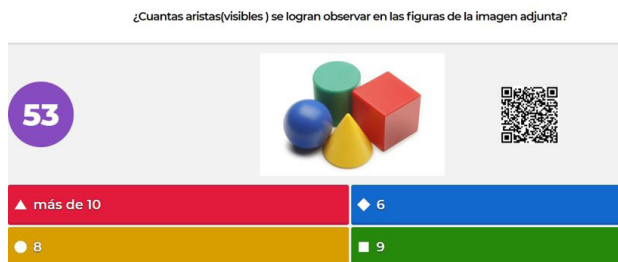 ¿Cuantas aristas(visibles ) se logran observar en las figuras de la imagen adjunta?
53
más de 10
6
8
9